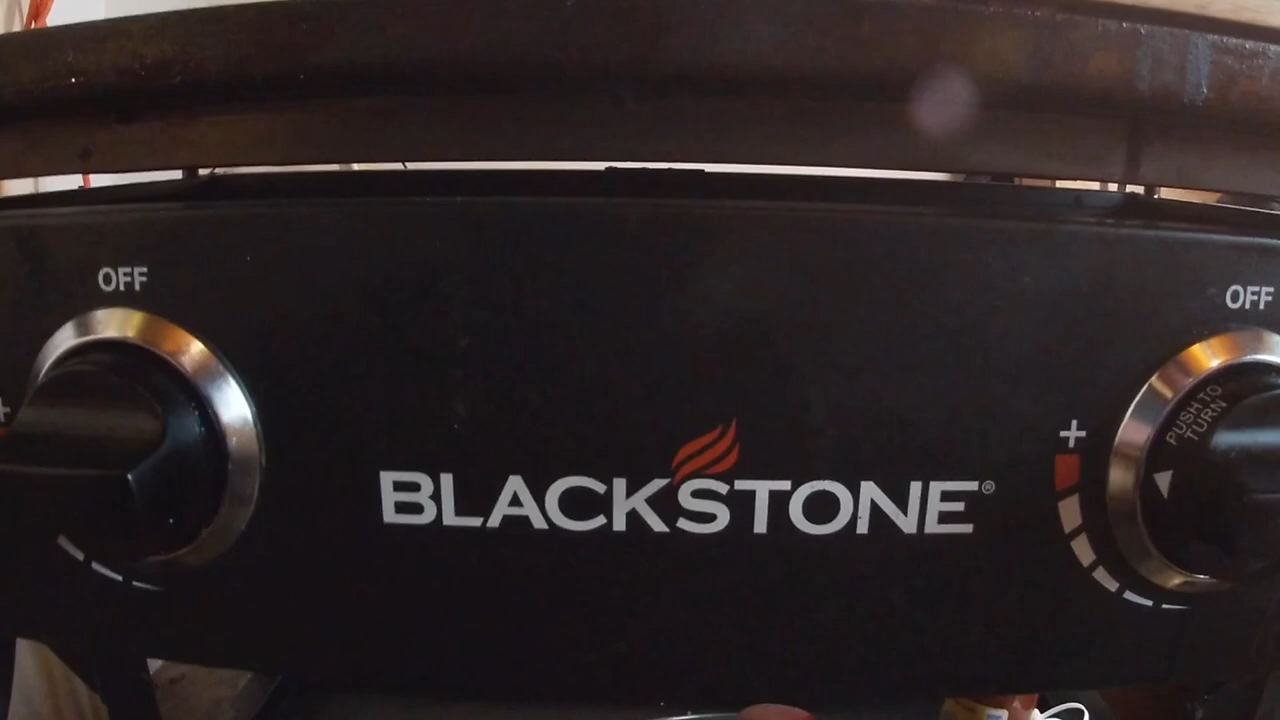 OFF
OFF
+
PUSH TO
TURN
+
BLACKSTONE®